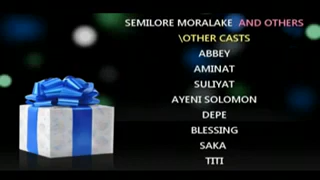 SEMILORE MORALAKE AND OTHERS
\OTHER CASTS
ABBEY
AMINAT
SULIYAT
AYENI SOLOMON
DEPE
BLESSING
SAKA
TITI